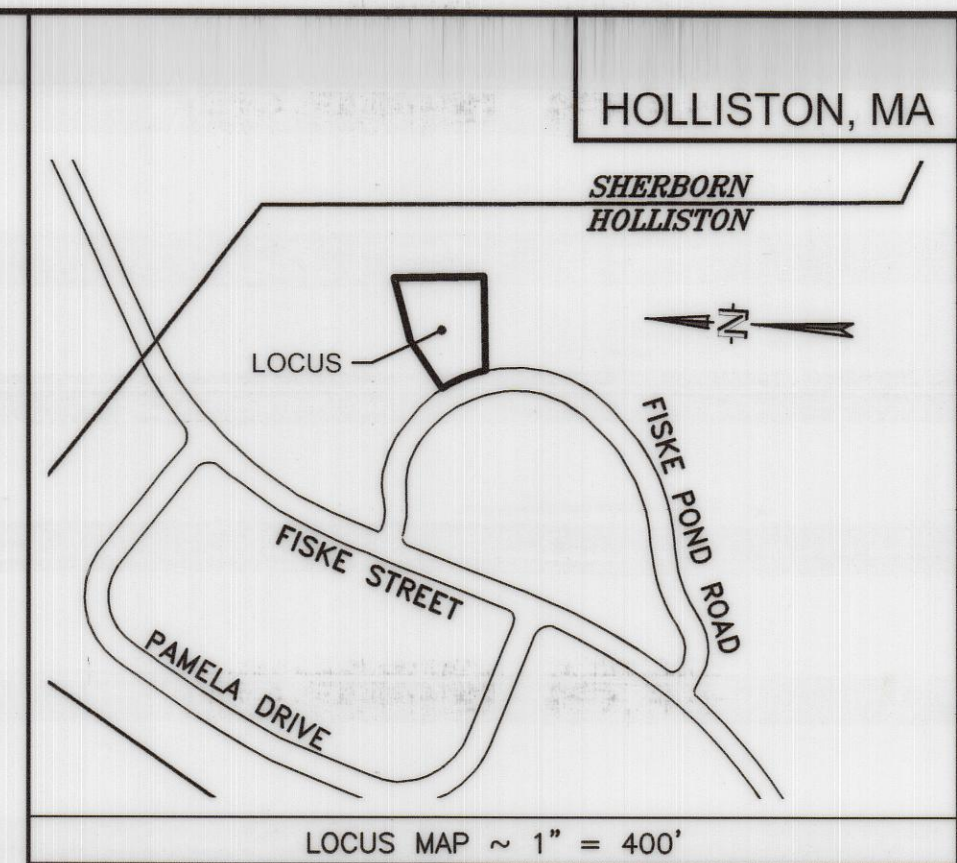 HOLLISTON, MA
SHERBORN
HOLLISTON
LOCUS
N
FISKE POND ROAD
FISKE STREET
PAMELA DRIVE
LOCUS MAP ~ 1" = 400'